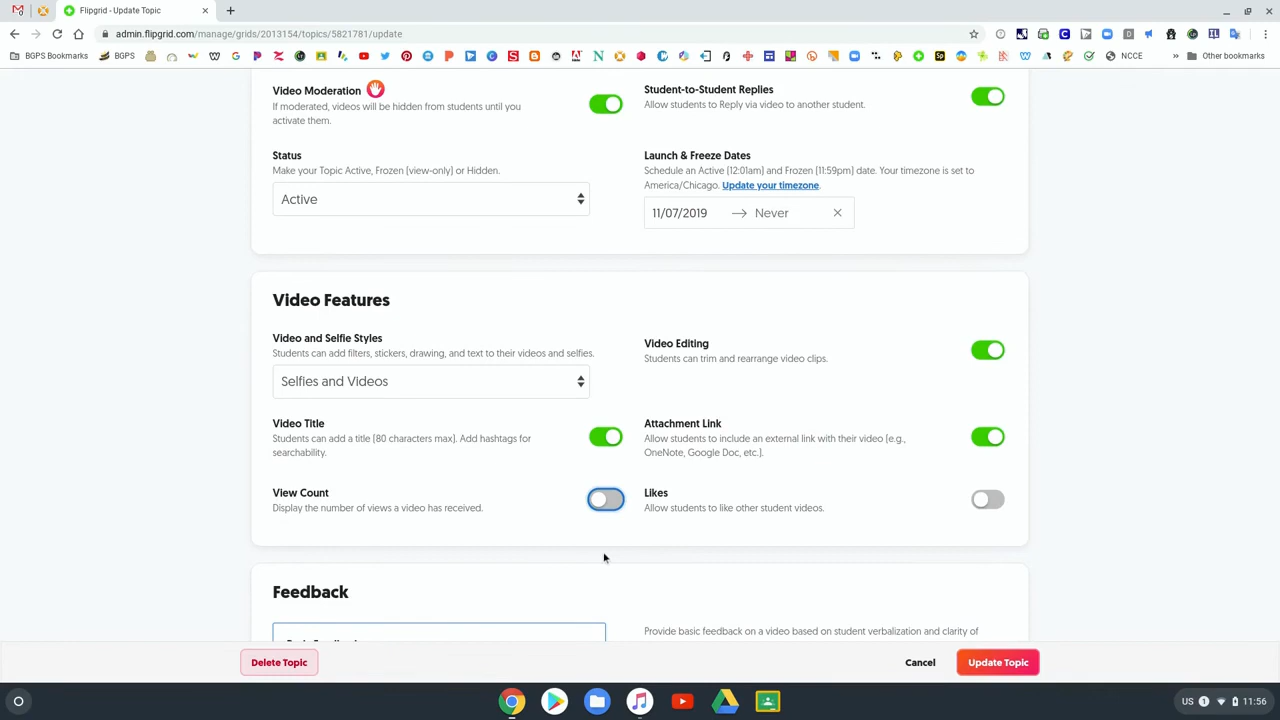 Flipgrid - Update Topic
admin.flipgrid.com/manage/grids/2013154/topics/5821781/update
BGPS Bookmarks
BGPS
NCCE
Other bookmarks
Video Moderation
If moderated, videos will be hidden from students until you
activate them.
Student-to-Student Replies
Allow students to Reply via video to another student.
Status
Make your Topic Active, Frozen (view-only) or Hidden.
Active
Launch & Freeze Dates
Schedule an Active [12:01am] and Frozen [11:59pm] date. Your timezone is set to
America/Chicago. Update your timezone.
11/07/2019 → Never
Video Features
Video and Selfie Styles
Students can add filters, stickers, drawing, and text to their videos and selfies.
Selfies and Videos
Video Editing
Students can trim and rearrange video clips.
Video Title
Students can add a title [80 characters max]. Add hashtags for
searchability.
Attachment Link
Allow students to include an external link with their video [e.g.,
OneNote, Google Doc, etc.].
View Count
Display the number of views a video has received.
Likes
Allow students to like other student videos.
Feedback
Provide basic feedback on a video based on student verbalization and clarity of
Delete Topic
Cancel
Update Topic
US
11:56